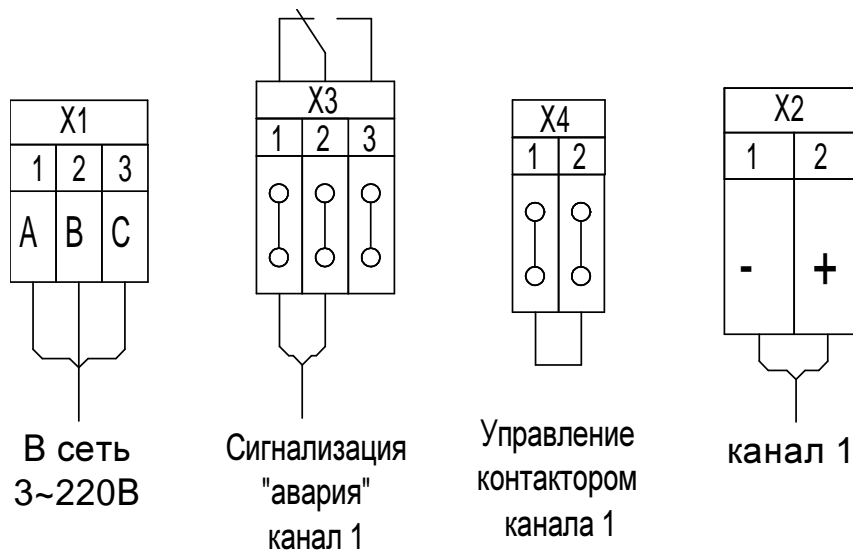 X1
1 2 3
A B C
В сеть
3~220В
X3
1 2 3
Сигнализация
"авария"
канал 1
X4
1 2
Управление
контактором
канала 1
X2
1 2
- +
канал 1